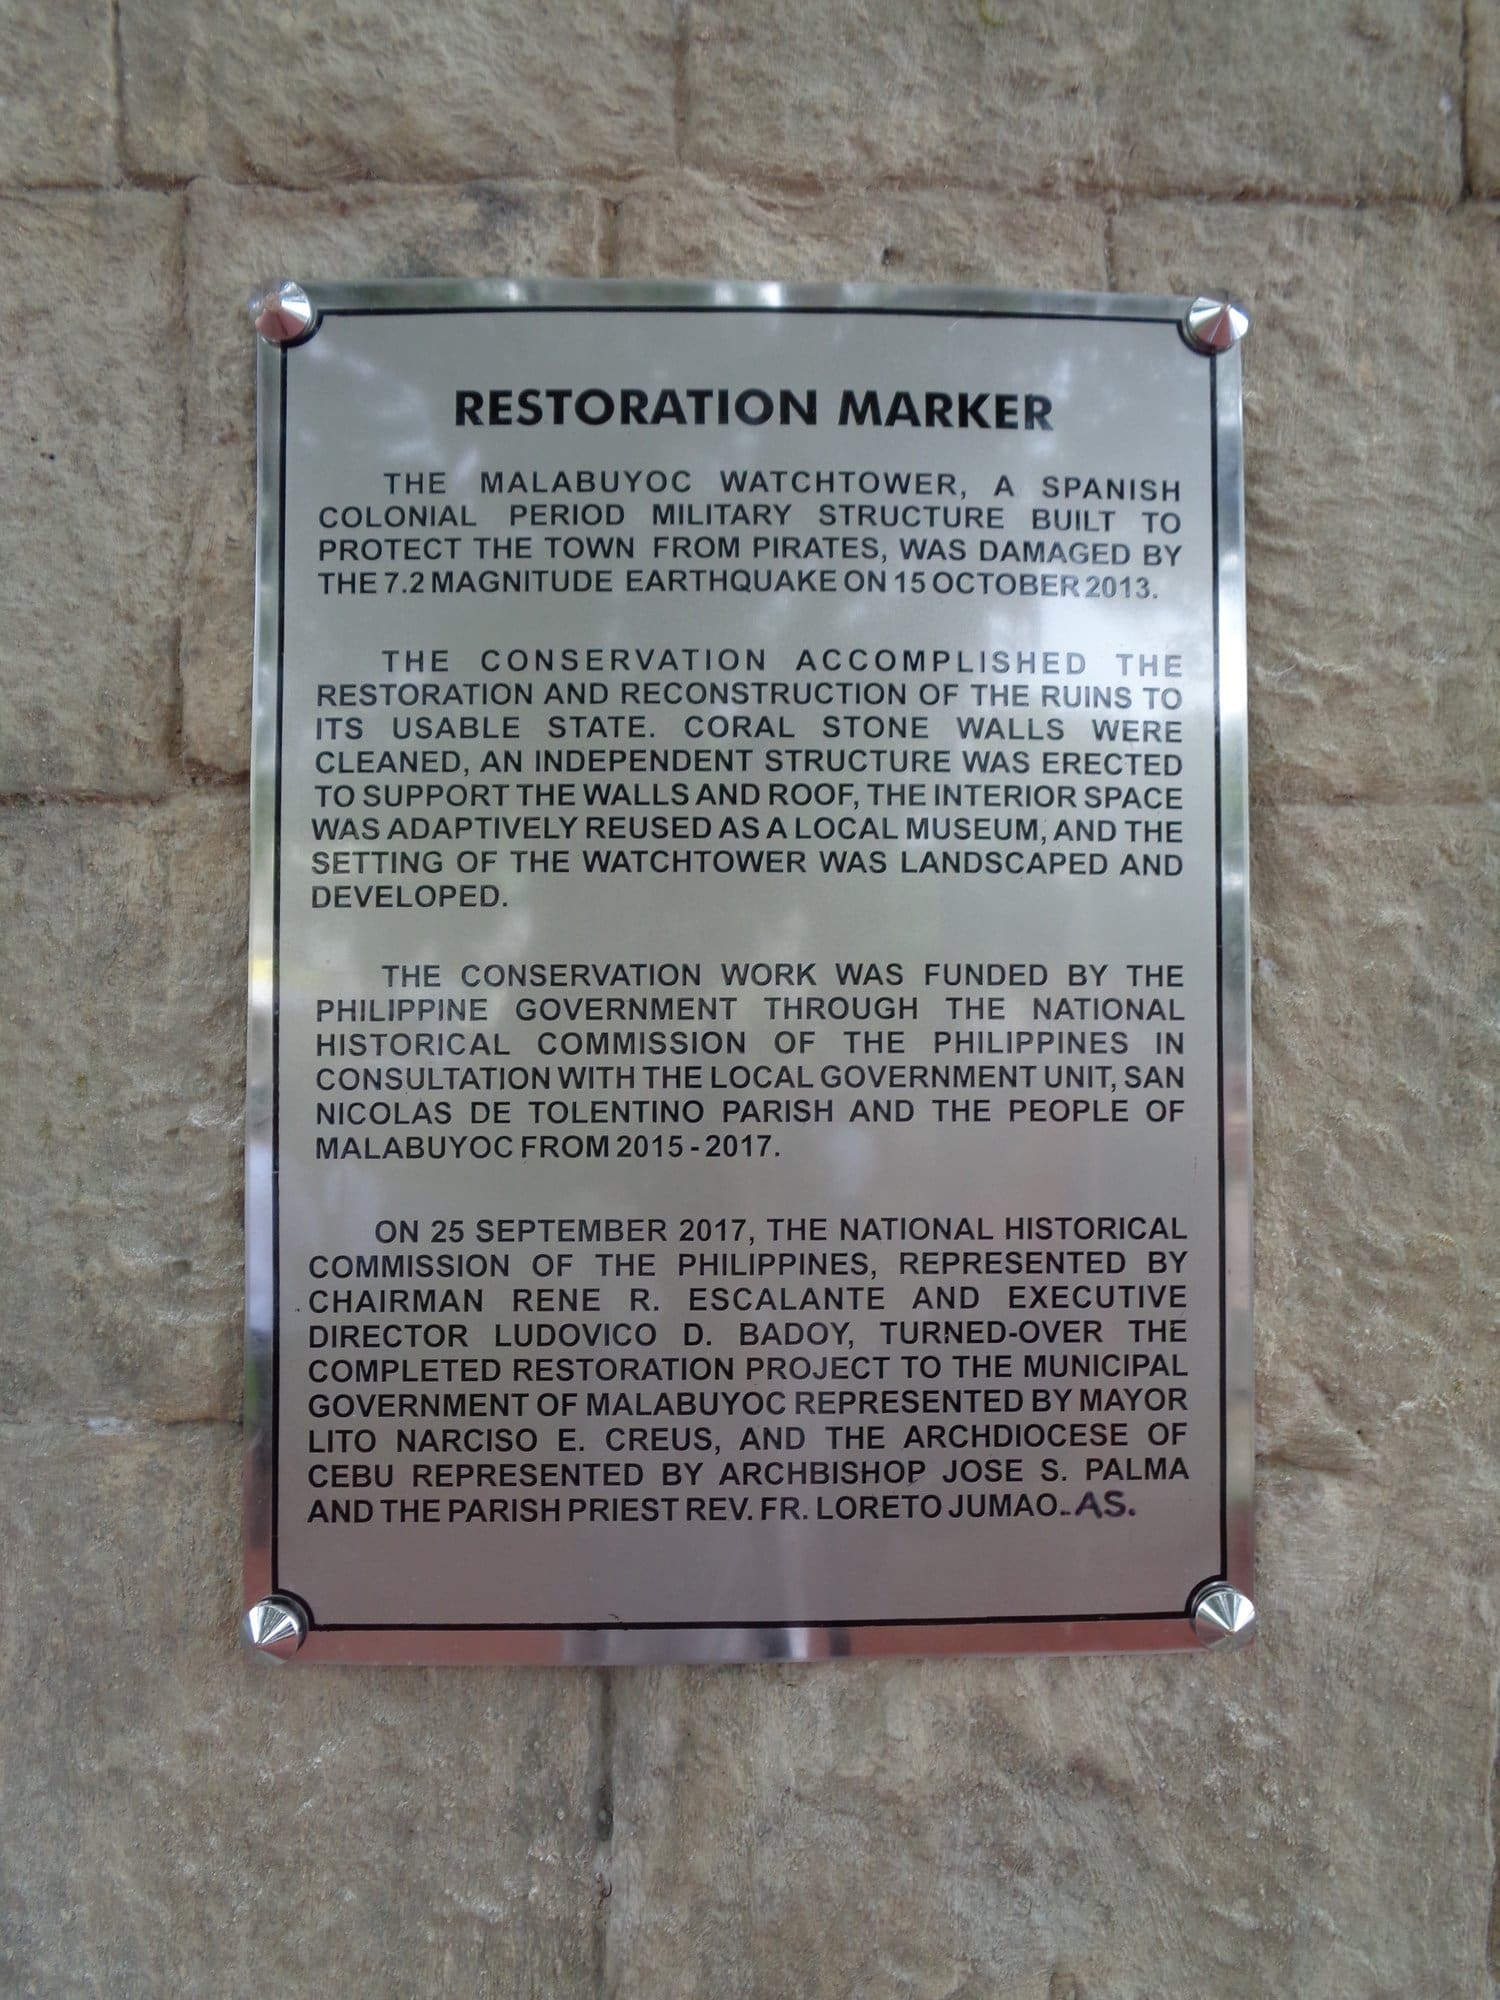 RESTORATION MARKER
THE MALABUYOC WATCHTOWER, A SPANISH
COLONIAL PERIOD MILITARY STRUCTURE BUILT TO
PROTECT THE TOWN FROM PIRATES, WAS DAMAGED BY
THE 7.2 MAGNITUDE EARTHQUAKE ON 15 OCTOBER 2013.
THE CONSERVATION ACCOMPLISHED THE
RESTORATION AND RECONSTRUCTION OF THE RUINS TO
ITS USABLE STATE. CORAL STONE WALLS WERE
CLEANED, AN INDEPENDENT STRUCTURE WAS ERECTED
TO SUPPORT THE WALLS AND ROOF, THE INTERIOR SPACE
WAS ADAPTIVELY REUSED AS A LOCAL MUSEUM, AND THE
SETTING OF THE WATCHTOWER WAS LANDSCAPED AND
DEVELOPED.
THE CONSERVATION WORK WAS FUNDED BY THE
PHILIPPINE GOVERNMENT THROUGH THE NATIONAL
HISTORICAL COMMISSION OF THE PHILIPPINES IN
CONSULTATION WITH THE LOCAL GOVERNMENT UNIT, SAN
NICOLAS DE TOLENTINO PARISH AND THE PEOPLE OF
MALABUYOC FROM 2015 - 2017.
ON 25 SEPTEMBER 2017, THE NATIONAL HISTORICAL
COMMISSION OF THE PHILIPPINES, REPRESENTED BY
CHAIRMAN RENE R. ESCALANTE AND EXECUTIVE
DIRECTOR LUDOVICO D. BADOY, TURNED-OVER THE
COMPLETED RESTORATION PROJECT TO THE MUNICIPAL
GOVERNMENT OF MALABUYOC REPRESENTED BY MAYOR
LITO NARCISO E. CREUS, AND THE ARCHDIOCESE OF
CEBU REPRESENTED BY ARCHBISHOP JOSE S. PALMA
AND THE PARISH PRIEST REV. FR. LORETO JUMAO-AS.